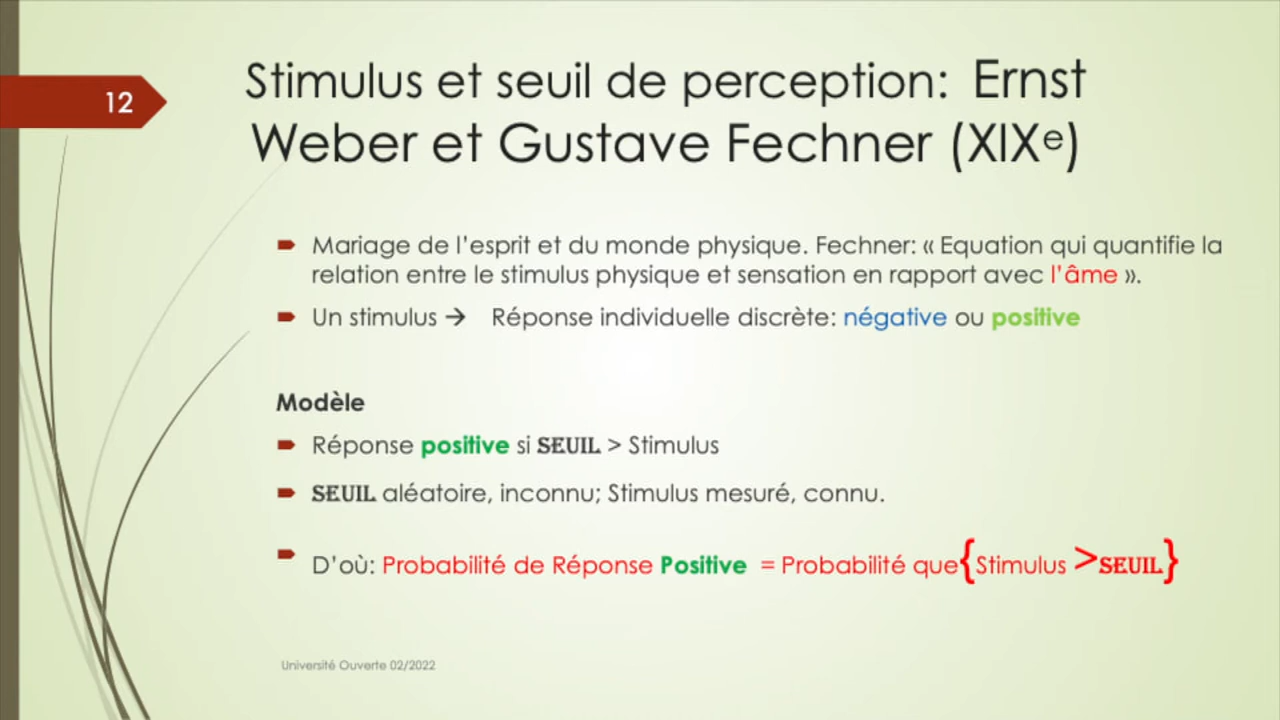 12
Stimulus et seuil de perception: Ernst
Weber et Gustave Fechner (XIXe)
Mariage de l'esprit et du monde physique. Fechner: « Equation qui quantifie la
relation entre le stimulus physique et sensation en rapport avec l'âme ».
Un stimulus → Réponse individuelle discrète: négative ou positive
Modèle
Réponse positive si SEUIL > Stimulus
SEUIL aléatoire, inconnu; Stimulus mesuré, connu.
D'où: Probabilité de Réponse Positive = Probabilité que{Stimulus >SEUIL}
Université Ouverte 02/2022